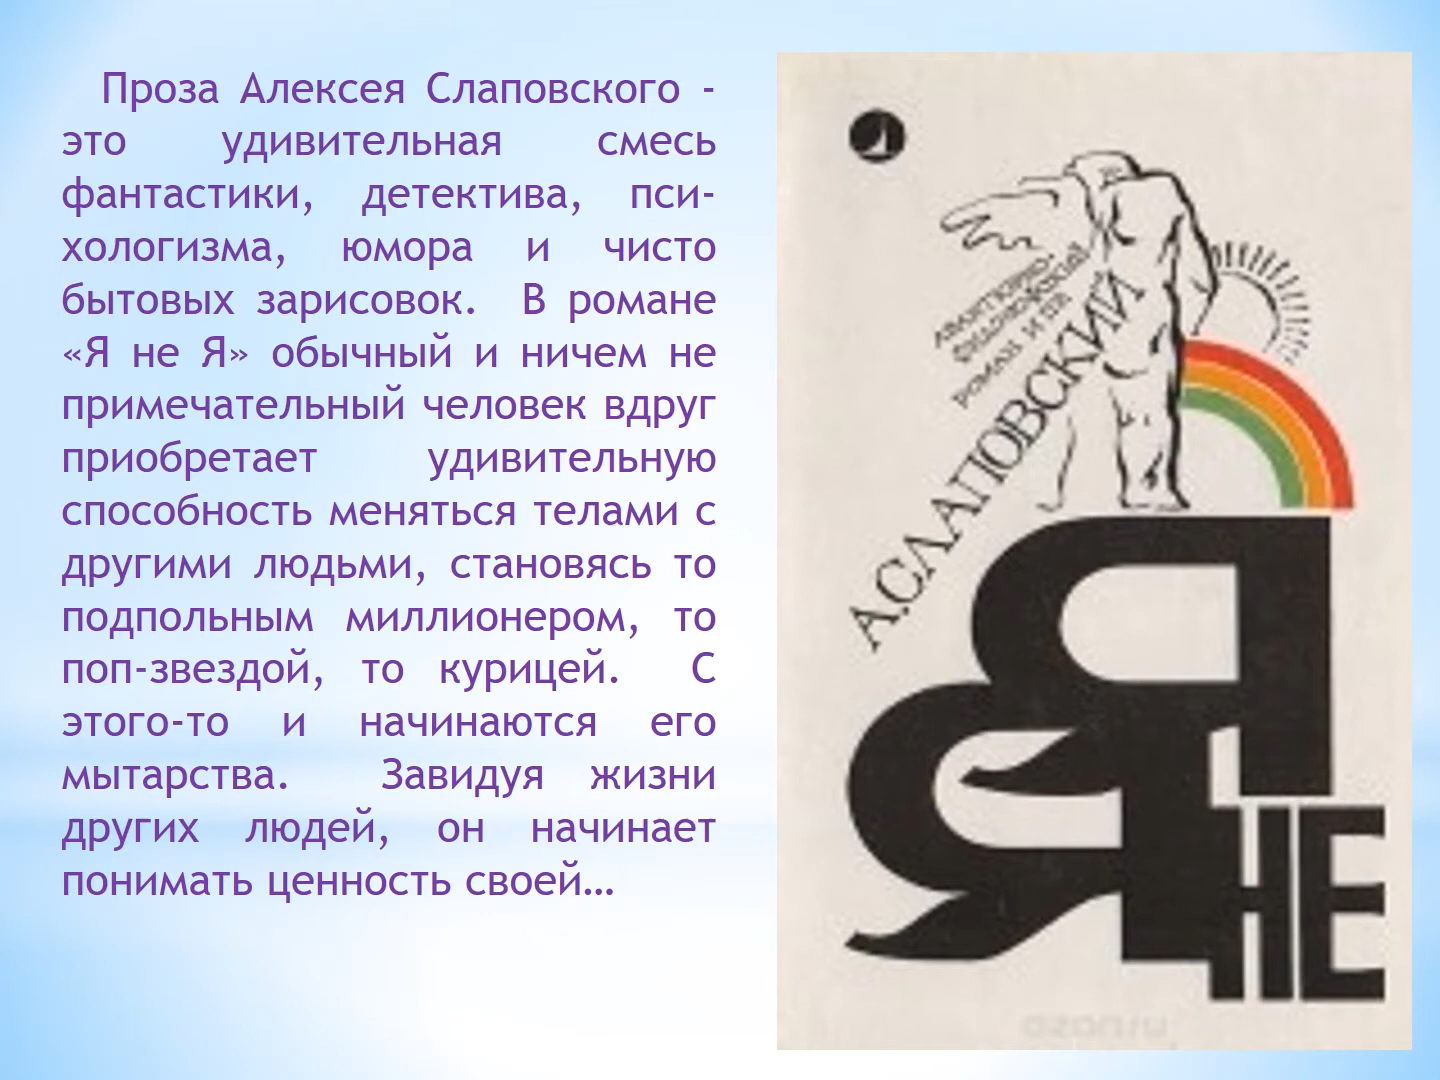 Проза Алексея Слаповского -
это удивительная смесь
фантастики, детектива, пси-
хологизма, юмора и чисто
бытовых зарисовок. В романе
«Я не Я» обычный и ничем не
примечательный человек вдруг
приобретает удивительную
способность меняться телами с
другими людьми, становясь то
подпольным миллионером, то
поп-звездой, то курицей. С
этого-то и начинаются его
мытарства. Завидуя жизни
других людей, он начинает
понимать ценность своей…
РОМАН И ПР
А.СЛАПОВСКИЙ
Я
НЕ
Я